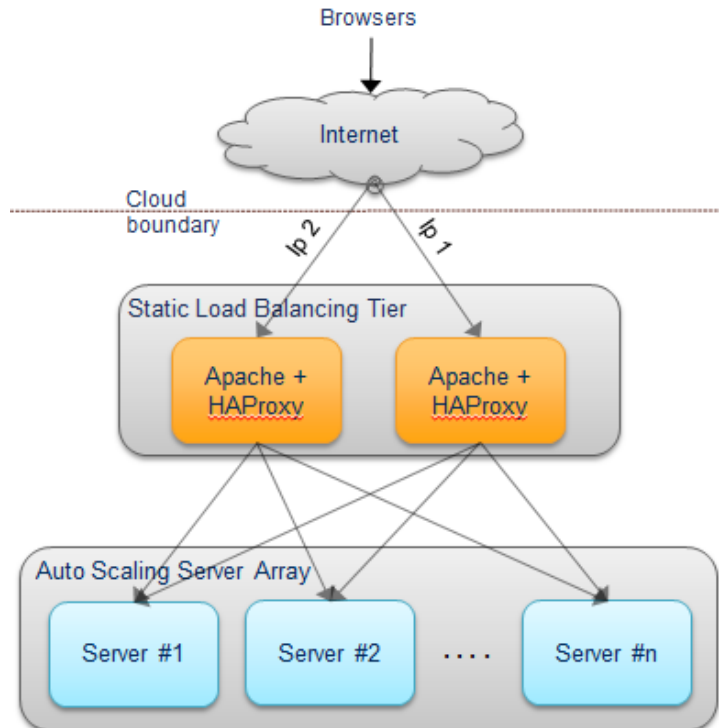 Browsers
Internet
Cloud
boundary
Ip 2
Ip 1
Static Load Balancing Tier
Apache +
HAProxy
Apache +
HAProxy
Auto Scaling Server Array
Server #1
Server #2
....
Server #n